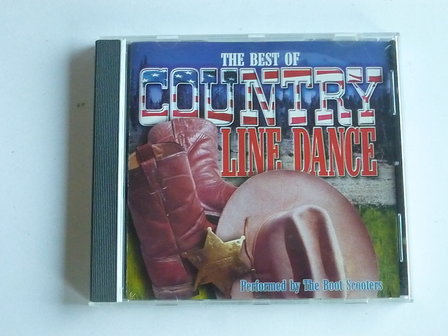 THE BEST OF
COUNTRY
LINE DANCE
Performed by The Boot Scooters